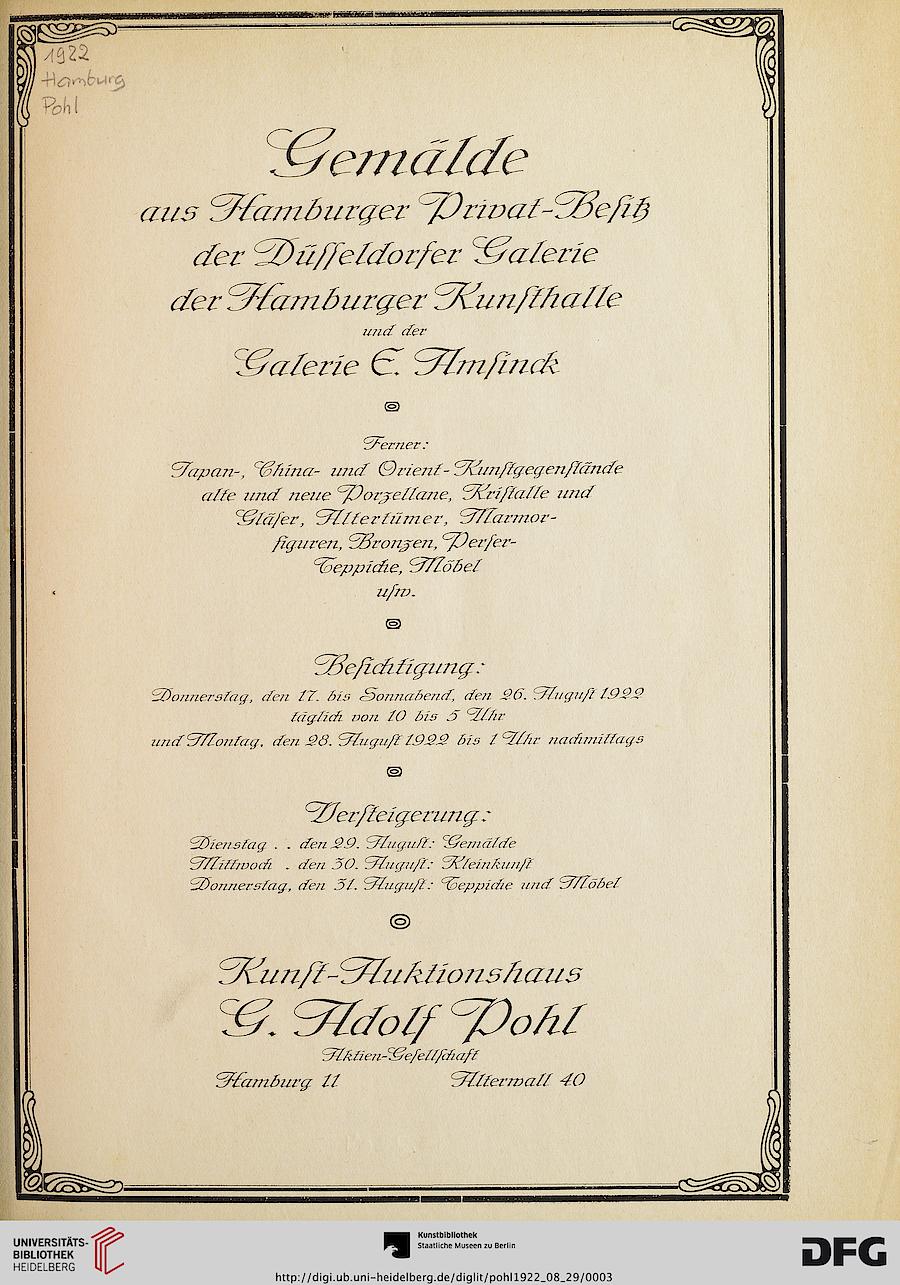 1922
Hamburg
Pohl
Gemälde
aus Hamburger Privat-Beſitz
der Düſſeldorfer Galerie
der Hamburger Kunſthalle
und der
Galerie E. Amſinck
Ferner:
Japan-, China- und Orient-Kunſtgegenſtände
alte und neue Porzellane, Kriſtalle und
Gläſer, Altertümer, Marmor-
figuren, Bronzen, Perſer-
Teppiche, Möbel
uſw.
Beſichtigung:
Donnerstag, den 17. bis Sonnabend, den 26. Auguſt 1922
täglich von 10 bis 5 Uhr
und Montag, den 28. Auguſt 1922 bis 1 Uhr nachmittags
Verſteigerung:
Dienstag . . den 29. Auguſt: Gemälde
Mittwoch . den 30. Auguſt: Kleinkunſt
Donnerstag, den 31. Auguſt: Teppiche und Möbel
Kunſt-Auktionshaus
G. Adolf Pohl
Aktien-Geſellſchaft
Hamburg 11 Alterwall 40
UNIVERSITÄTS-
BIBLIOTHEK
HEIDELBERG
Kunstbibliothek
Staatliche Museen zu Berlin
DFG
http://digi.ub.uni-heidelberg.de/diglit/pohl1922_08_29/0003